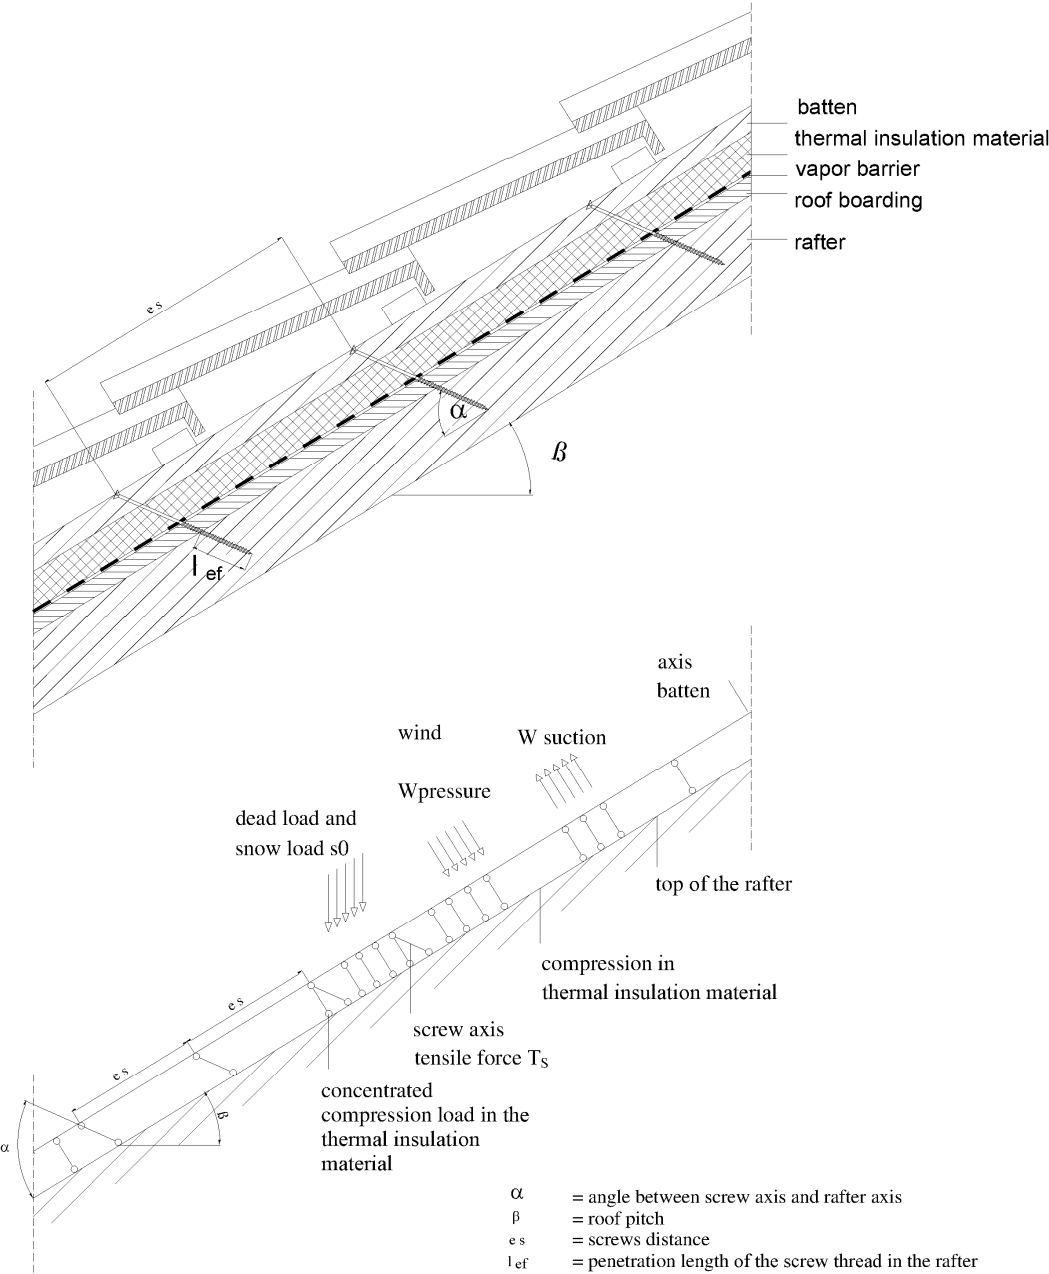 batten
thermal insulation material
vapor barrier
roof boarding
rafter
e s
α
ß
l ef
axis
batten
wind
W suction
Wpressure
dead load and
snow load s0
top of the rafter
compression in
thermal insulation material
e s
screw axis
tensile force TS
e s
concentrated
compression load in the
thermal insulation
material
β
α
α = angle between screw axis and rafter axis
β = roof pitch
e s = screws distance
l ef = penetration length of the screw thread in the rafter